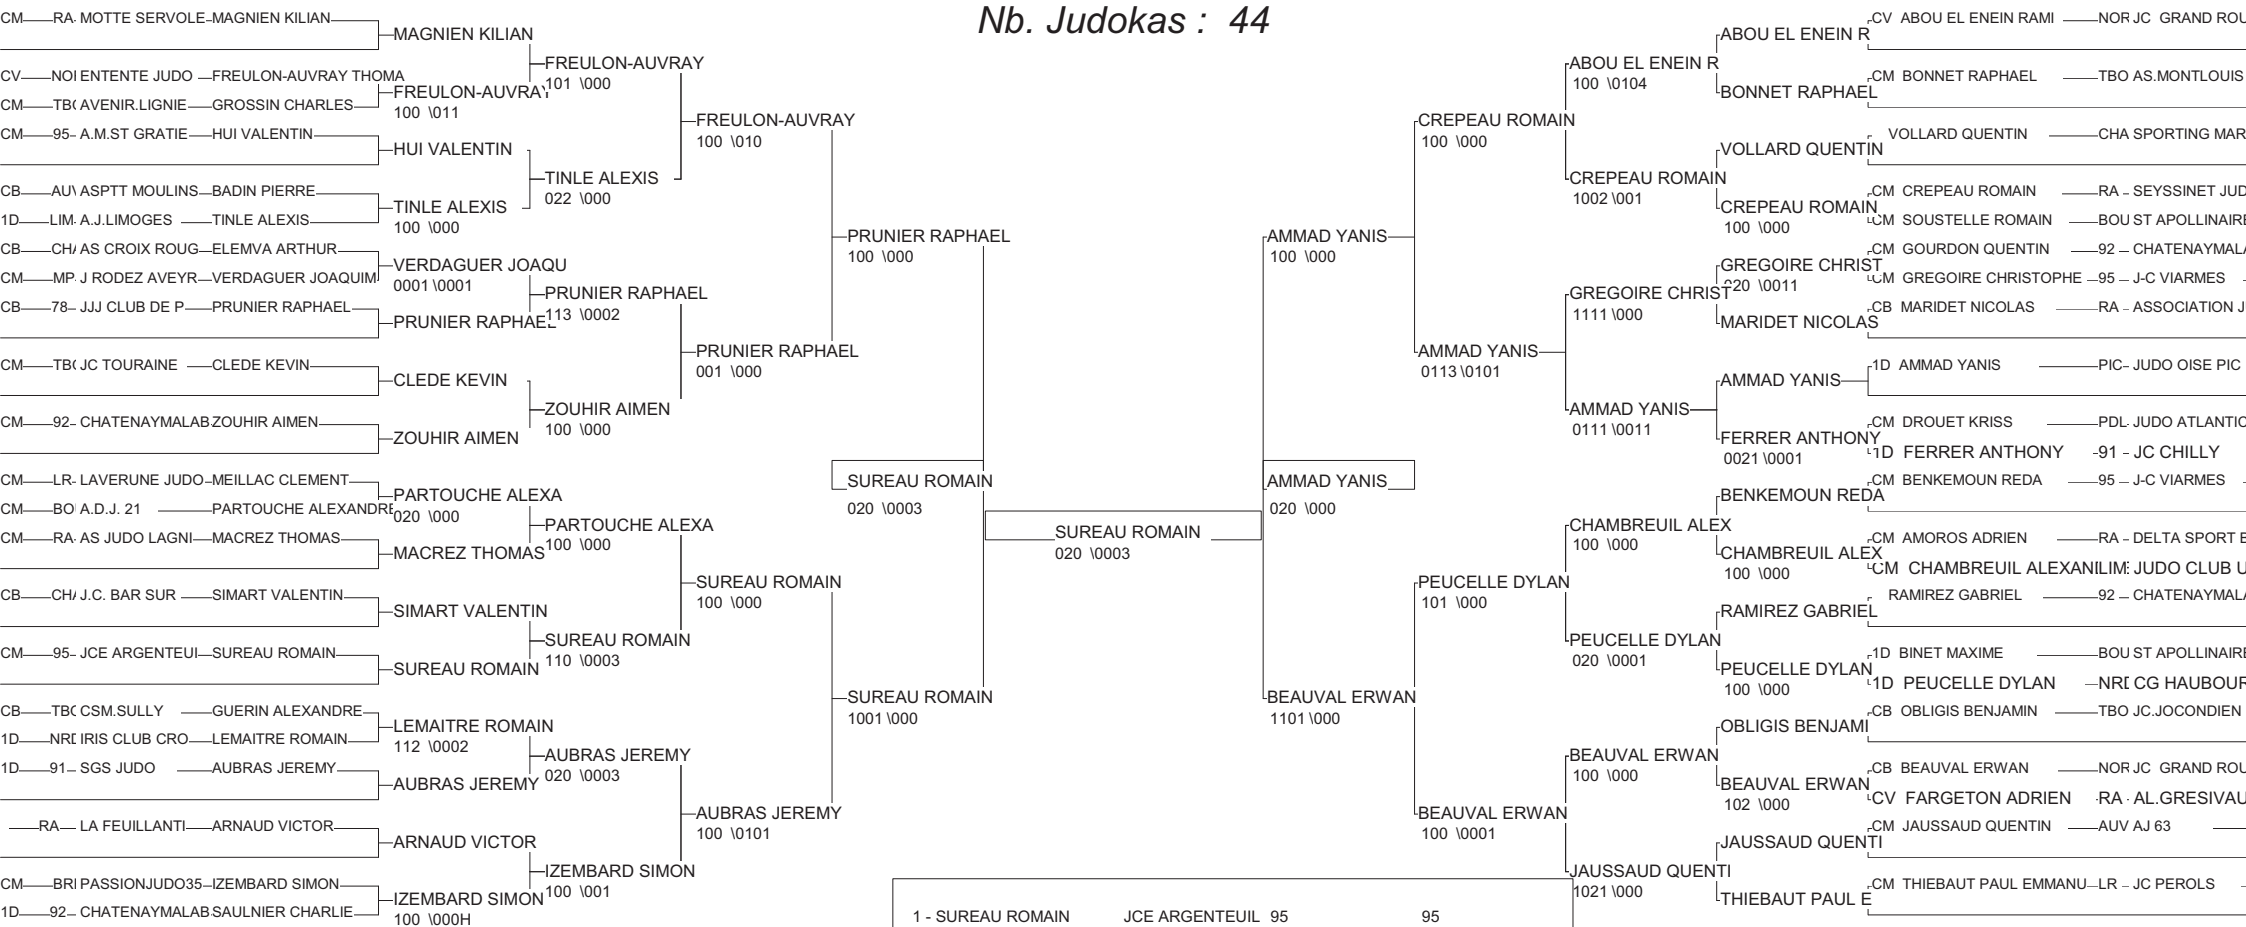 Nb. Judokas : 44
CM RA MOTTE SERVOLE MAGNIEN KILIAN
CV NOI ENTENTE JUDO FREULON-AUVRAY THOMA
CM TB( AVENIR.LIGNIE GROSSIN CHARLES
CM 95 A.M.ST GRATIE HUI VALENTIN
CB AU\ ASPTT MOULINS BADIN PIERRE
1D LIM A.J.LIMOGES TINLE ALEXIS
CB CH/ AS CROIX ROUG ELEMVA ARTHUR
CM MP J RODEZ AVEYR VERDAGUER JOAQUIM
CB 78 JJJ CLUB DE P PRUNIER RAPHAEL
CM TB( JC TOURAINE CLEDE KEVIN
CM 92 CHATENAYMALAB ZOUHIR AIMEN
CM LR LAVERUNE JUDO MEILLAC CLEMENT
CM BO A.D.J. 21 PARTOUCHE ALEXANDRE
CM RA AS JUDO LAGNI MACREZ THOMAS
CB CH/ J.C. BAR SUR SIMART VALENTIN
CM 95 JCE ARGENTEUI SUREAU ROMAIN
CB TB( CSM.SULLY GUERIN ALEXANDRE
1D NRE IRIS CLUB CRO LEMAITRE ROMAIN
1D 91 SGS JUDO AUBRAS JEREMY
RA LA FEUILLANTI ARNAUD VICTOR
CM BRI PASSIONJUDO35 IZEMBARD SIMON
1D 92 CHATENAYMALAB SAULNIER CHARLIE
MAGNIEN KILIAN
FREULON-AUVRAY
100 \011
HUI VALENTIN
TINLE ALEXIS
100 \000
VERDAGUER JOAQU
0001 \0001
PRUNIER RAPHAEL
CLEDE KEVIN
ZOUHIR AIMEN
PARTOUCHE ALEXA
020 \000
MACREZ THOMAS
SIMART VALENTIN
SUREAU ROMAIN
LEMAITRE ROMAIN
112 \0002
AUBRAS JEREMY
ARNAUD VICTOR
IZEMBARD SIMON
100 \000H
FREULON-AUVRAY
101 \000
TINLE ALEXIS
022 \000
PRUNIER RAPHAEL
113 \0002
ZOUHIR AIMEN
100 \000
PARTOUCHE ALEXA
100 \000
SUREAU ROMAIN
110 \0003
AUBRAS JEREMY
020 \0003
IZEMBARD SIMON
100 \001
FREULON-AUVRAY
100 \010
PRUNIER RAPHAEL
001 \000
SUREAU ROMAIN
100 \000
AUBRAS JEREMY
100 \0101
PRUNIER RAPHAEL
100 \000
SUREAU ROMAIN
020 \0003
SUREAU ROMAIN
1001 \000
SUREAU ROMAIN
020 \0003
AMMAD YANIS
100 \000
AMMAD YANIS
020 \000
BEAUVAL ERWAN
1101 \000
CREPEAU ROMAIN
100 \000
AMMAD YANIS
0113 \0101
PEUCELLE DYLAN
101 \000
BEAUVAL ERWAN
100 \0001
ABOU EL ENEIN R
100 \0104
CREPEAU ROMAIN
1002 \001
GREGOIRE CHRIST
1111 \000
AMMAD YANIS
0111 \0011
CHAMBREUIL ALEX
100 \000
PEUCELLE DYLAN
020 \0001
BEAUVAL ERWAN
100 \000
JAUSSAUD QUENTI
1021 \000
ABOU EL ENEIN R
BONNET RAPHAEL
VOLLARD QUENTIN
CREPEAU ROMAIN
100 \000
GREGOIRE CHRIST
020 \0011
MARIDET NICOLAS
AMMAD YANIS
FERRER ANTHONY
0021 \0001
BENKEMOUN REDA
CHAMBREUIL ALEX
100 \000
RAMIREZ GABRIEL
PEUCELLE DYLAN
100 \000
OBLIGIS BENJAMI
BEAUVAL ERWAN
102 \000
JAUSSAUD QUENTI
THIEBAUT PAUL E
CV ABOU EL ENEIN RAMI NOR JC GRAND ROU
CM BONNET RAPHAEL TBO AS.MONTLOUIS
VOLLARD QUENTIN CHA SPORTING MAR
CM CREPEAU ROMAIN RA SEYSSINET JUD
CM SOUSTELLE ROMAIN BOU ST APOLLINAIRE
CM GOURDON QUENTIN 92 CHATENAYMALA
CM GREGOIRE CHRISTOPHE 95 J-C VIARMES
CB MARIDET NICOLAS RA ASSOCIATION J
1D AMMAD YANIS PIC JUDO OISE PIC
CM DROUET KRISS PDL JUDO ATLANTIC
1D FERRER ANTHONY 91 JC CHILLY
CM BENKEMOUN REDA 95 J-C VIARMES
CM AMOROS ADRIEN RA DELTA SPORT E
CM CHAMBREUIL ALEXAN LIM JUDO CLUB U
RAMIREZ GABRIEL 92 CHATENAYMALA
1D BINET MAXIME BOU ST APOLLINAIRE
1D PEUCELLE DYLAN NRE CG HAUBOUR
CB OBLIGIS BENJAMIN TBO JC.JOCONDIEN
CB BEAUVAL ERWAN NOR JC GRAND ROU
CV FARGETON ADRIEN RA AL.GRESIVAU
CM JAUSSAUD QUENTIN AUV AJ 63
CM THIEBAUT PAUL EMMANU LR JC PEROLS
1 - SUREAU ROMAIN JCE ARGENTEUIL 95 95